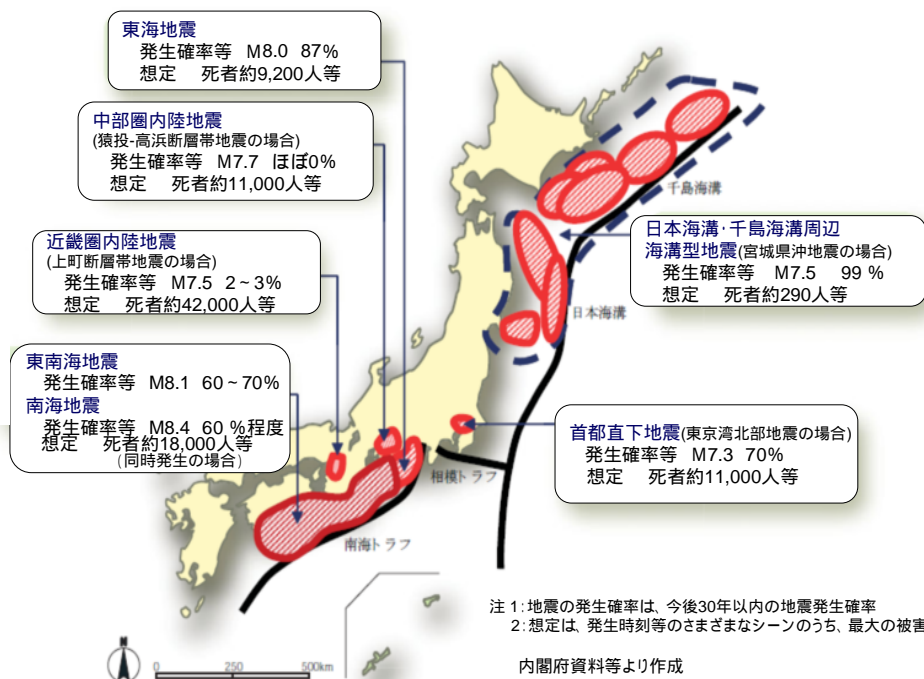 東海地震
発生確率等 M8.0 87%
想定 死者約9,200人等
中部圏内陸地震
(猿投-高浜断層帯地震の場合)
発生確率等 M7.7 ほぼ0%
想定 死者約11,000人等
近畿圏内陸地震
(上町断層帯地震の場合)
発生確率等 M7.5 2~3%
想定 死者約42,000人等
東南海地震
発生確率等 M8.1 60~70%
南海地震
発生確率等 M8.4 60%程度
想定 死者約18,000人等
(同時発生の場合)
千島海溝
日本海溝・千島海溝周辺
海溝型地震(宮城県沖地震の場合)
発生確率等 M7.5 99%
想定 死者約290人等
日本海溝
首都直下地震(東京湾北部地震の場合)
発生確率等 M7.3 70%
想定 死者約11,000人等
相模トラフ
南海トラフ
注1:地震の発生確率は、今後30年以内の地震発生確率
2:想定は、発生時刻等のさまざまなシーンのうち、最大の被害
内閣府資料等より作成
N
0 250 500km